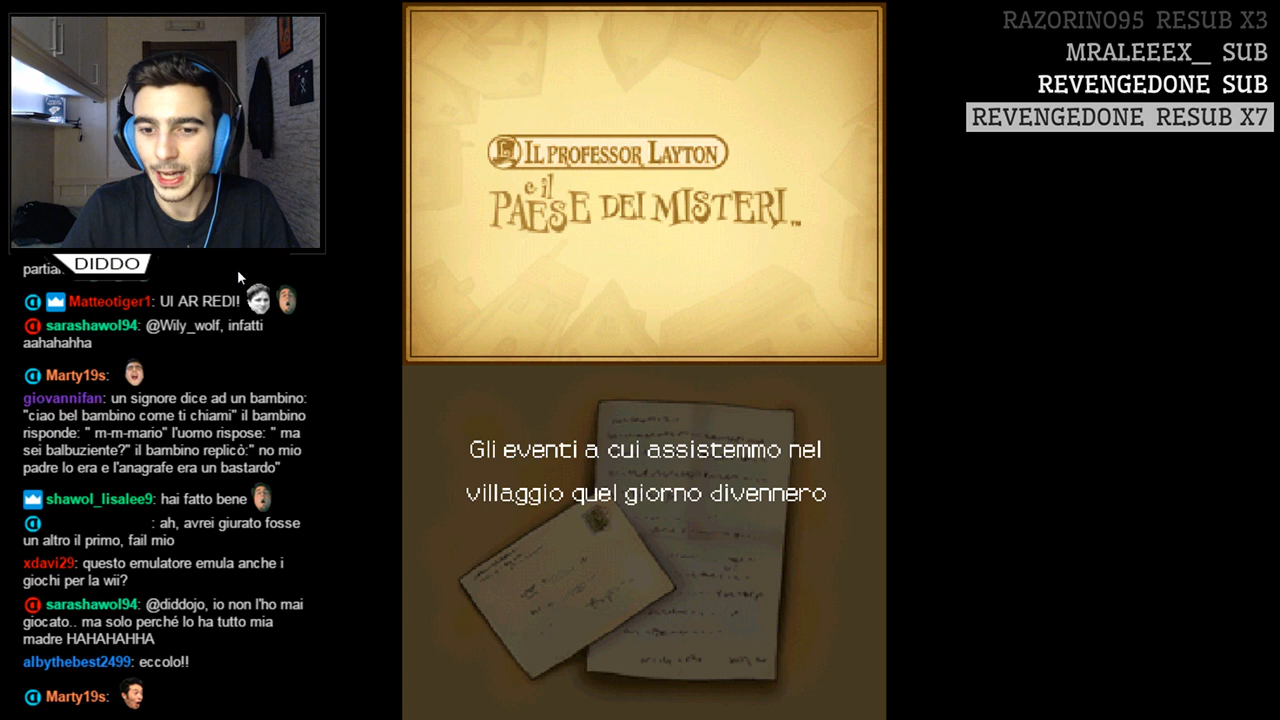 RAZORINO95 RESUB X3
MRALEEEX_ SUB
REVENGEDONE SUB
REVENGEDONE RESUB X7
DIDDO
Matteotiger1: UI AR REDI!
sarashawol94: @Wily_wolf, infatti
aahahahha
Marty19s:
giovannifan: un signore dice ad un bambino:
"ciao bel bambino come ti chiami" il bambino
risponde: " m-m-mario" l'uomo rispose: " ma
sei balbuziente?" il bambino replicò:" no mio
padre lo era e l'anagrafe era un bastardo"
shawol_lisalee9: hai fatto bene
: ah, avrei giurato fosse
un altro il primo, fail mio
xdavi29: questo emulatore emula anche i
giochi per la wii?
sarashawol94: @diddojo, io non l'ho mai
giocato.. ma solo perché lo ha tutto mia
madre HAHAHAHHA
albythebest2499: eccolo!!
Marty19s:
IL PROFESSOR LAYTON
e il
PAESE DEI MISTERI™
Gli eventi a cui assistemmo nel
villaggio quel giorno divennero